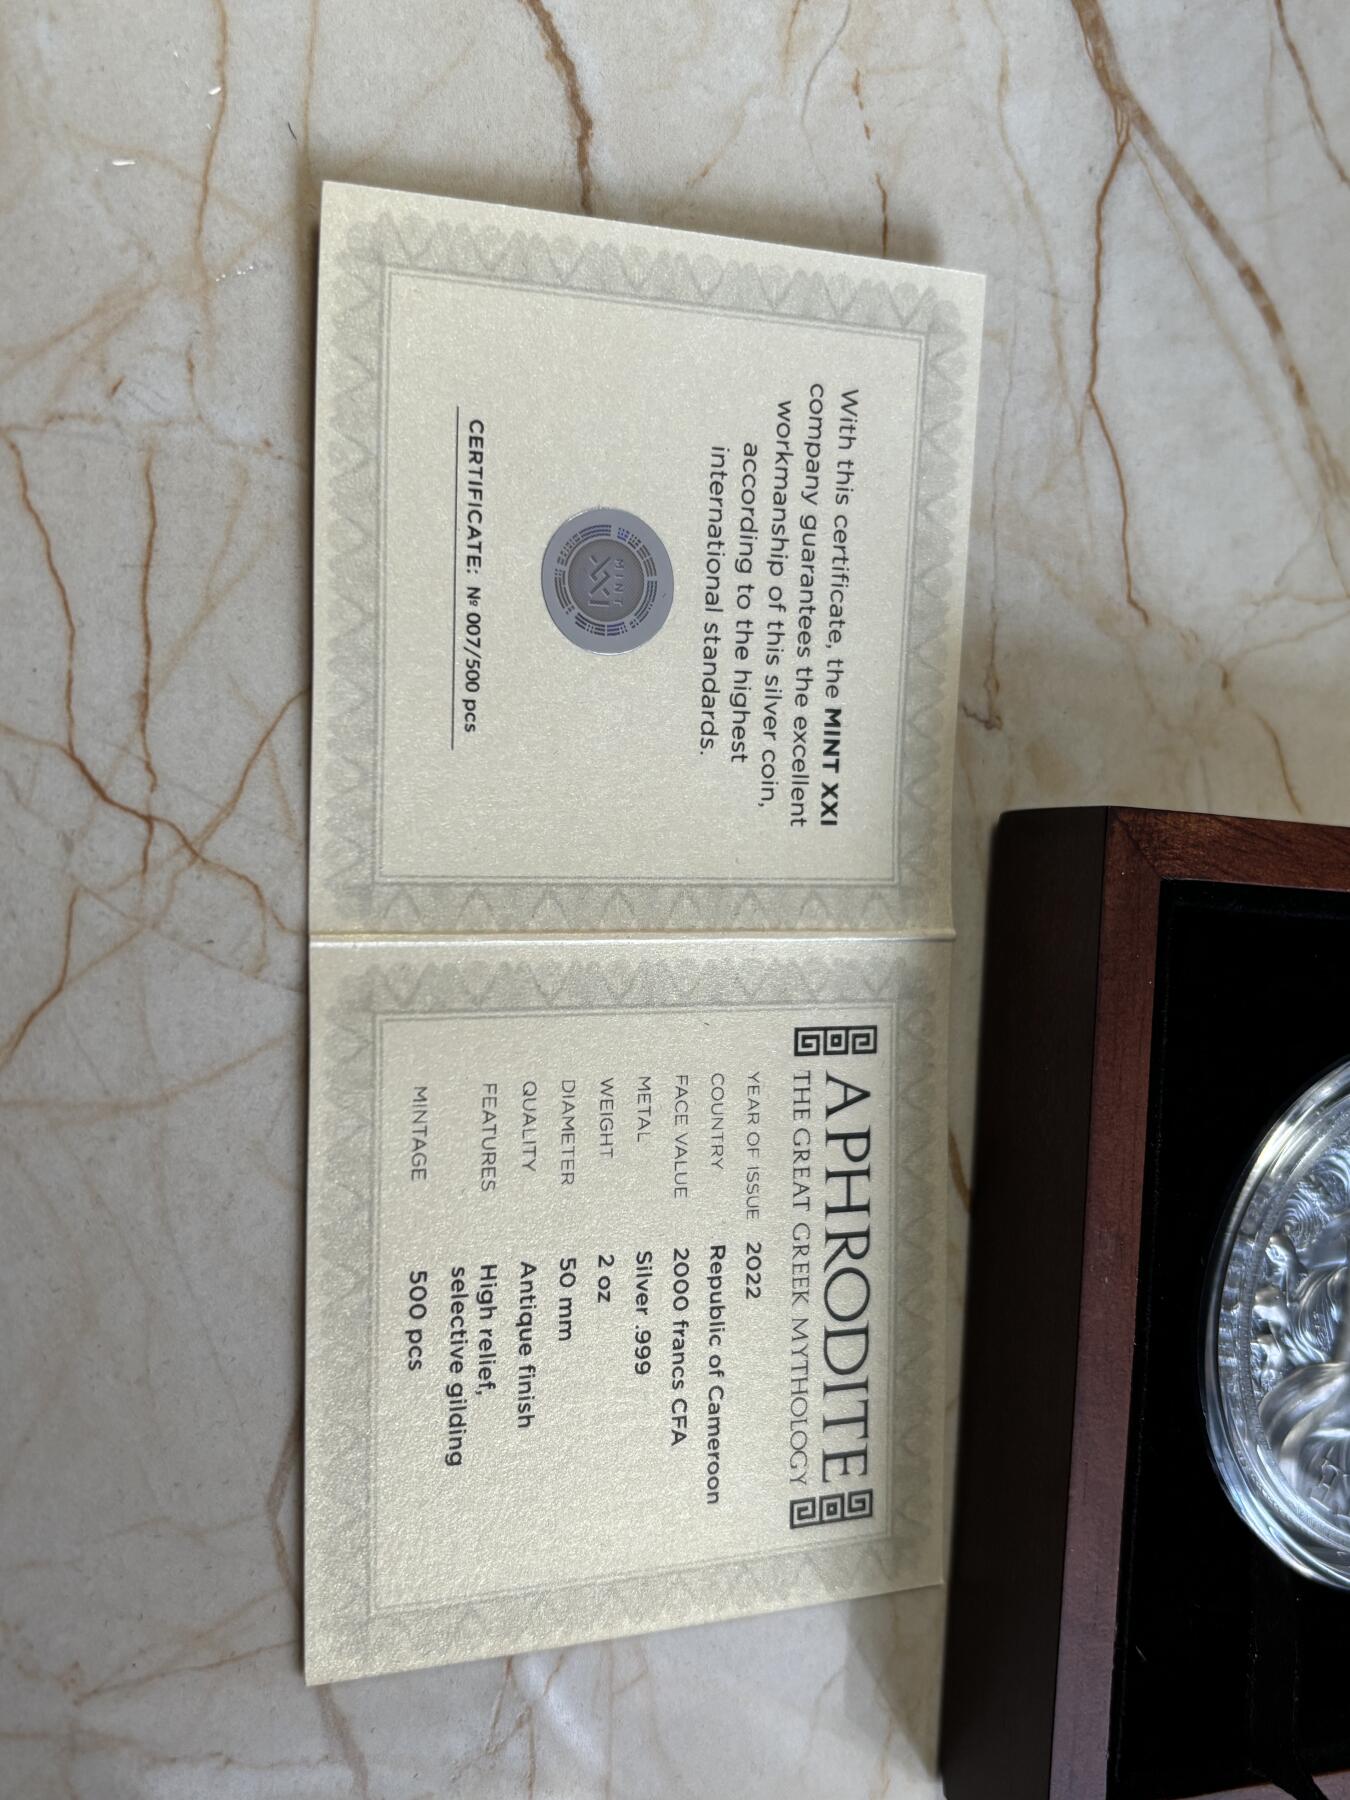 With this certificate, the MINT XXI
company guarantees the excellent
workmanship of this silver coin,
according to the highest
international standards.
MINT
XXI
CERTIFICATE: № 007/500 pcs
APHRODITE
THE GREAT GREEK MYTHOLOGY
YEAR OF ISSUE 2022
COUNTRY Republic of Cameroon
FACE VALUE 2000 francs CFA
METAL Silver .999
WEIGHT 2 oz
DIAMETER 50 mm
QUALITY Antique finish
FEATURES High relief,
selective gilding
MINTAGE 500 pcs